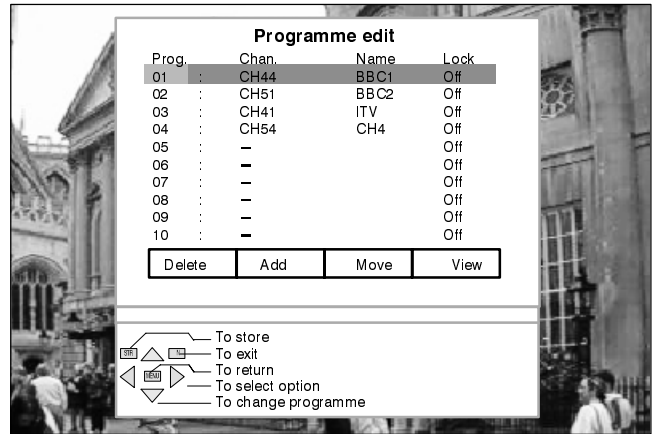 Programme edit
Prog. Chan. Name Lock
01 : CH44 BBC1 Off
02 : CH51 BBC2 Off
03 : CH41 ITV Off
04 : CH54 CH4 Off
05 : – Off
06 : – Off
07 : – Off
08 : – Off
09 : – Off
10 : – Off
Delete Add Move View
To store
STR To exit
MENU To return
To select option
To change programme